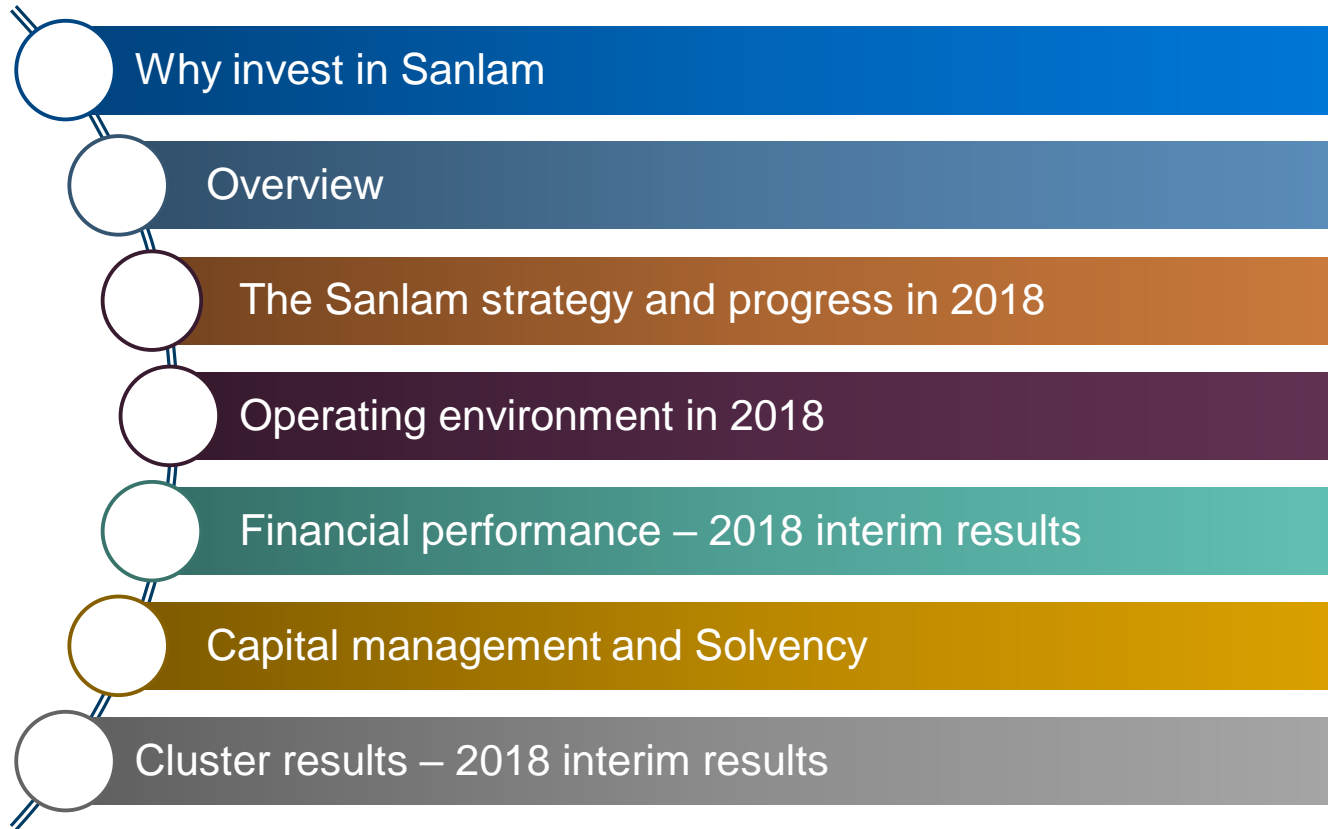 Why invest in Sanlam
Overview
The Sanlam strategy and progress in 2018
Operating environment in 2018
Financial performance – 2018 interim results
Capital management and Solvency
Cluster results – 2018 interim results